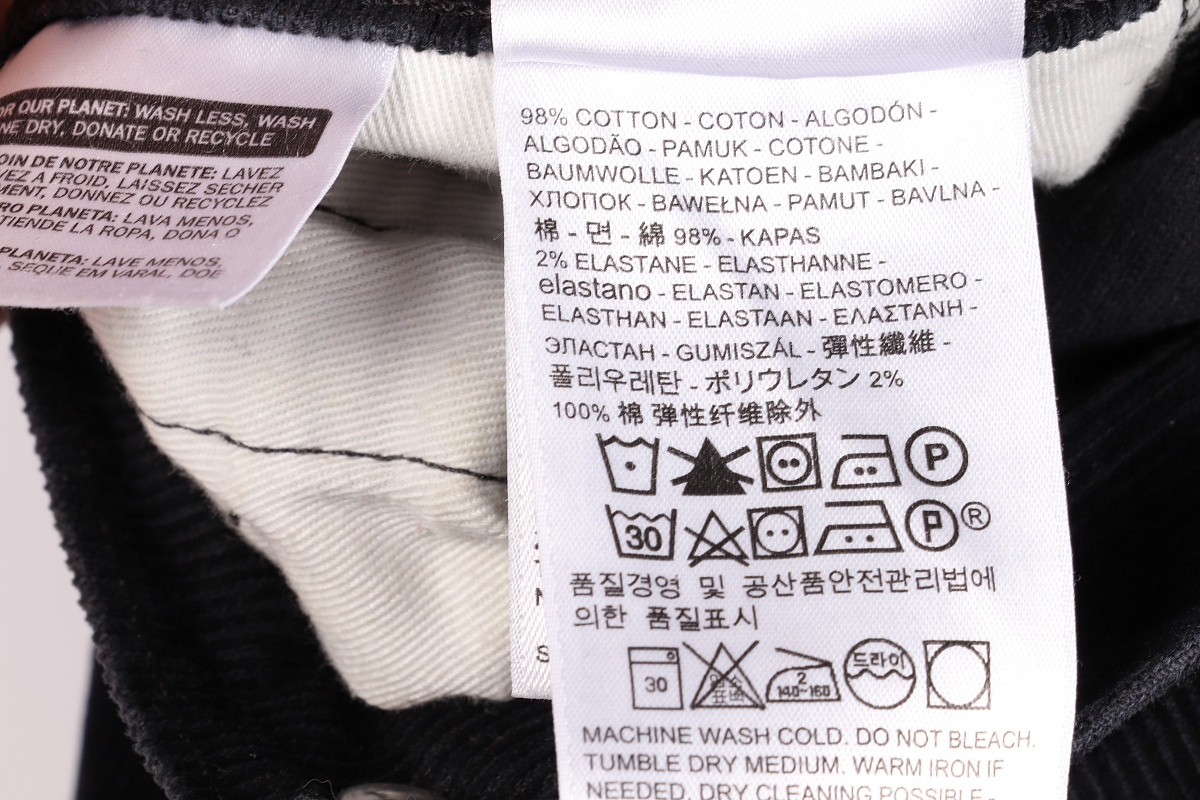 OR OUR PLANET: WASH LESS, WASH
NE DRY, DONATE OR RECYCLE
OIN DE NOTRE PLANETE: LAVEZ
VEZ A FROID, LAISSEZ SECHER
MENT, DONNEZ OU RECYCLEZ
RO PLANETA: LAVA MENOS,
TIENDE LA ROPA, DONA O
PLANETA: LAVE MENOS,
SEQUE EM VARAL, DOE
98% COTTON - COTON - ALGODÓN -
ALGODÃO - PAMUK - COTONE -
BAUMWOLLE - KATOEN - BAMBAKI -
ХЛОПОК - BAWEŁNA - PAMUT - BAVLNA -
棉 - 면 - 綿 98% - KAPAS
2% ELASTANE - ELASTHANNE -
elastano - ELASTAN - ELASTOMERO -
ELASTHAN - ELASTAAN - ΕΛΑΣΤΑΝΗ -
ЭЛАСТАН - GUMISZÁL - 彈性纖維 -
폴리우레탄 - ポリウレタン 2%
100% 棉 弹性纤维除外
P
30 P ®
품질경영 및 공산품안전관리법에
의한 품질표시
30 2 140~160 드라이
MACHINE WASH COLD. DO NOT BLEACH.
TUMBLE DRY MEDIUM. WARM IRON IF
NEEDED. DRY CLEANING POSSIBLE -